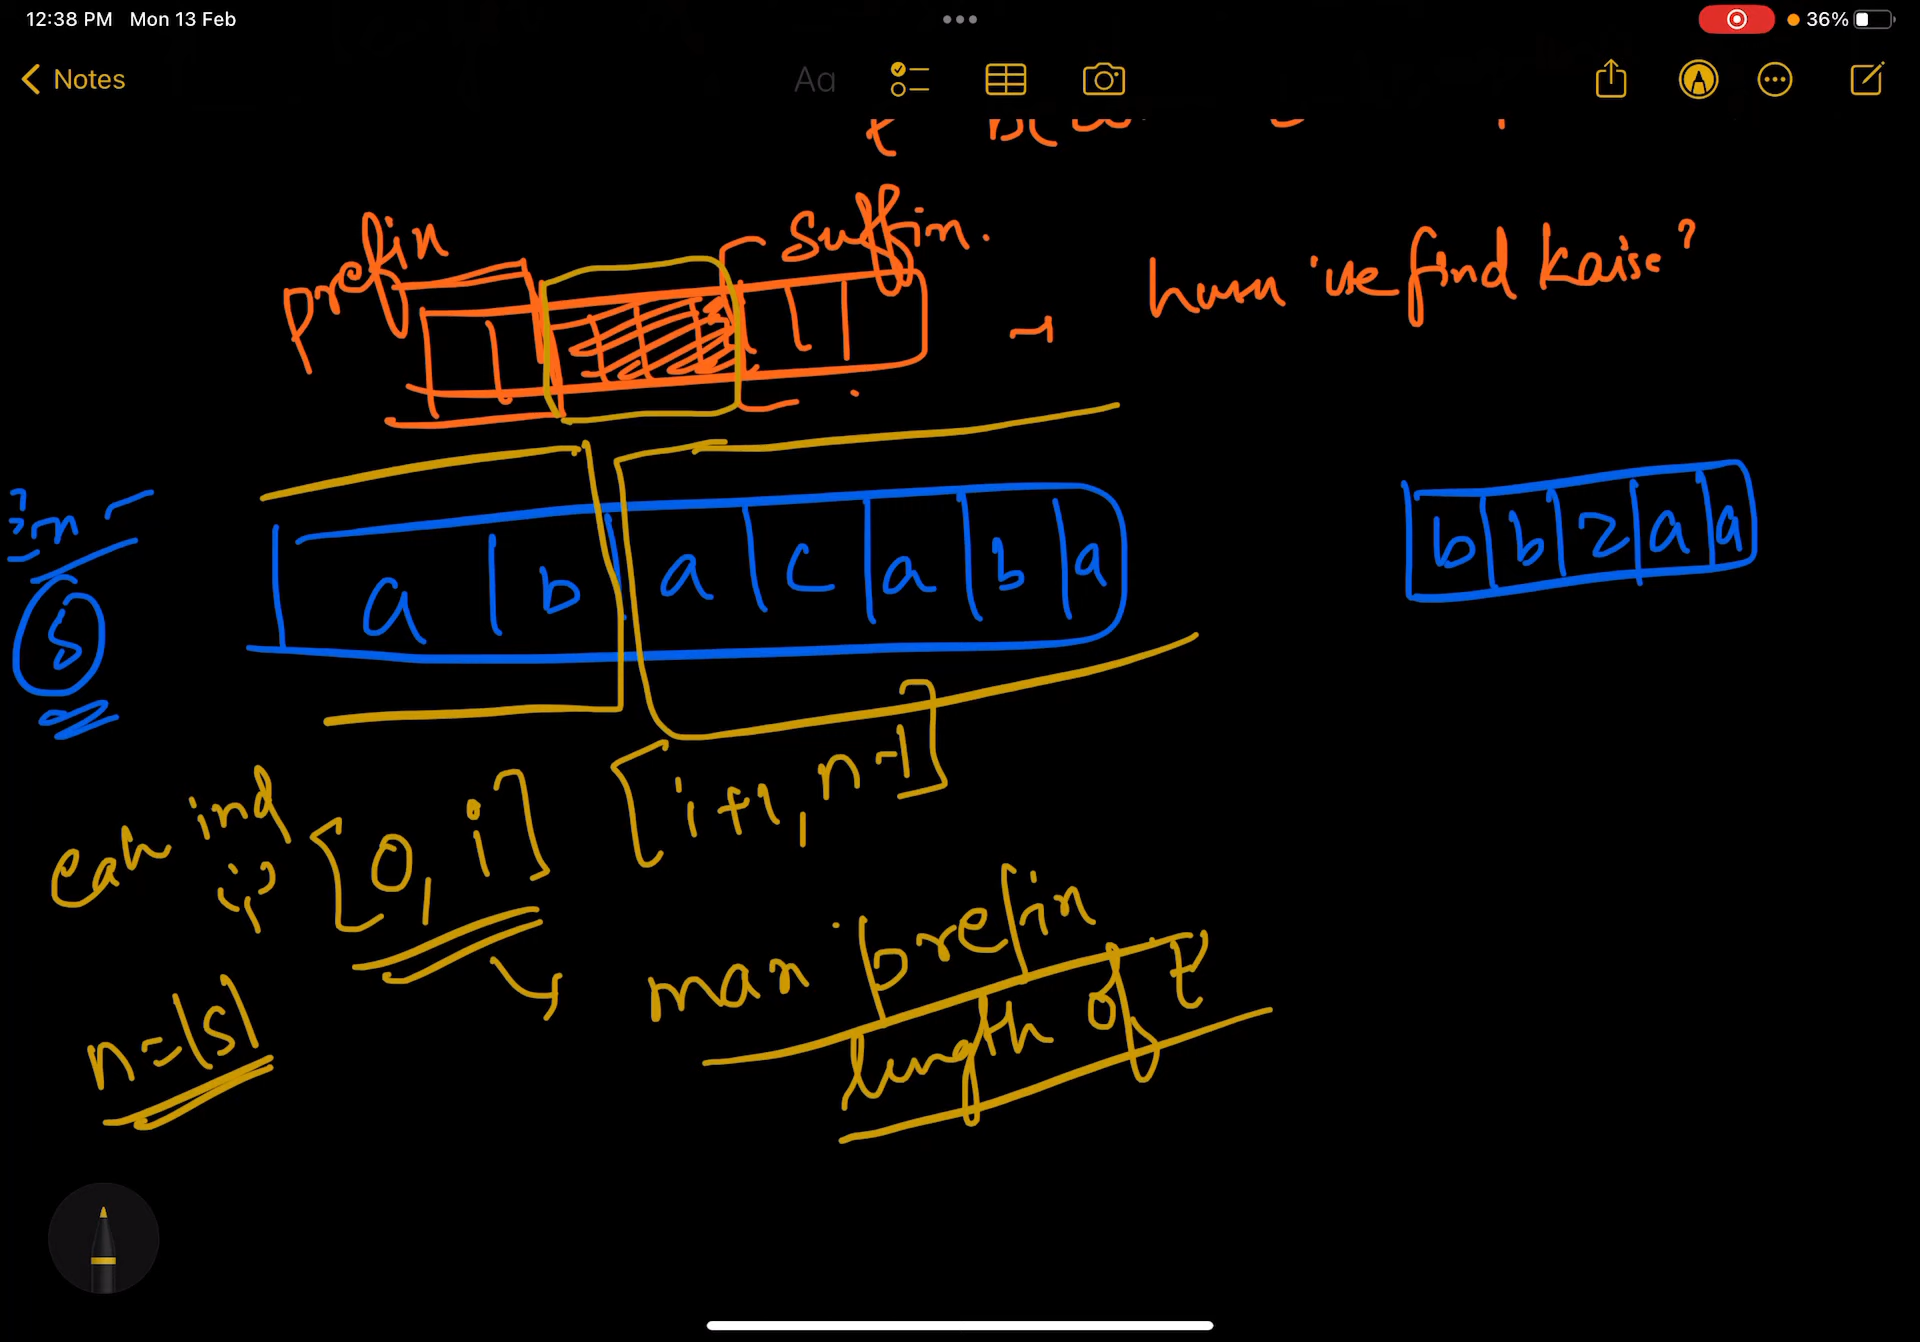 12:38 PM Mon 13 Feb
36%
Notes
Aa
prefix
suffix.
hum ise find kaise?
a b a c a b a
b b z a a
S
each ind
[0, i] [i+1, n-1]
n=|S|
max prefix
length of t